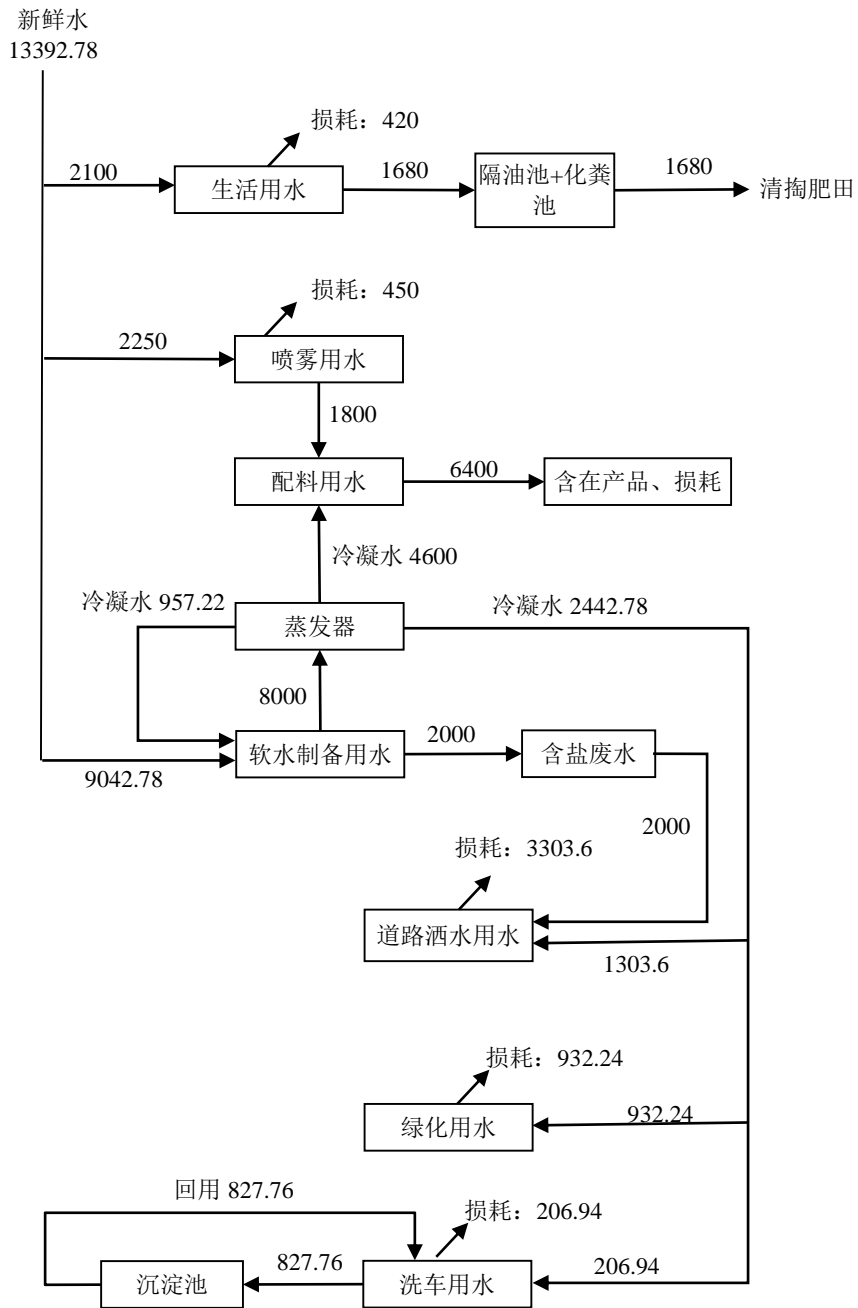 新鲜水
13392.78
损耗：420
2100
生活用水
1680
隔油池+化粪
池
1680
清掏肥田
损耗：450
2250
喷雾用水
1800
配料用水
6400
含在产品、损耗
冷凝水 4600
冷凝水 957.22
蒸发器
冷凝水 2442.78
8000
软水制备用水
2000
含盐废水
9042.78
2000
损耗：3303.6
道路洒水用水
1303.6
损耗：932.24
绿化用水
932.24
回用 827.76
损耗：206.94
沉淀池
827.76
洗车用水
206.94